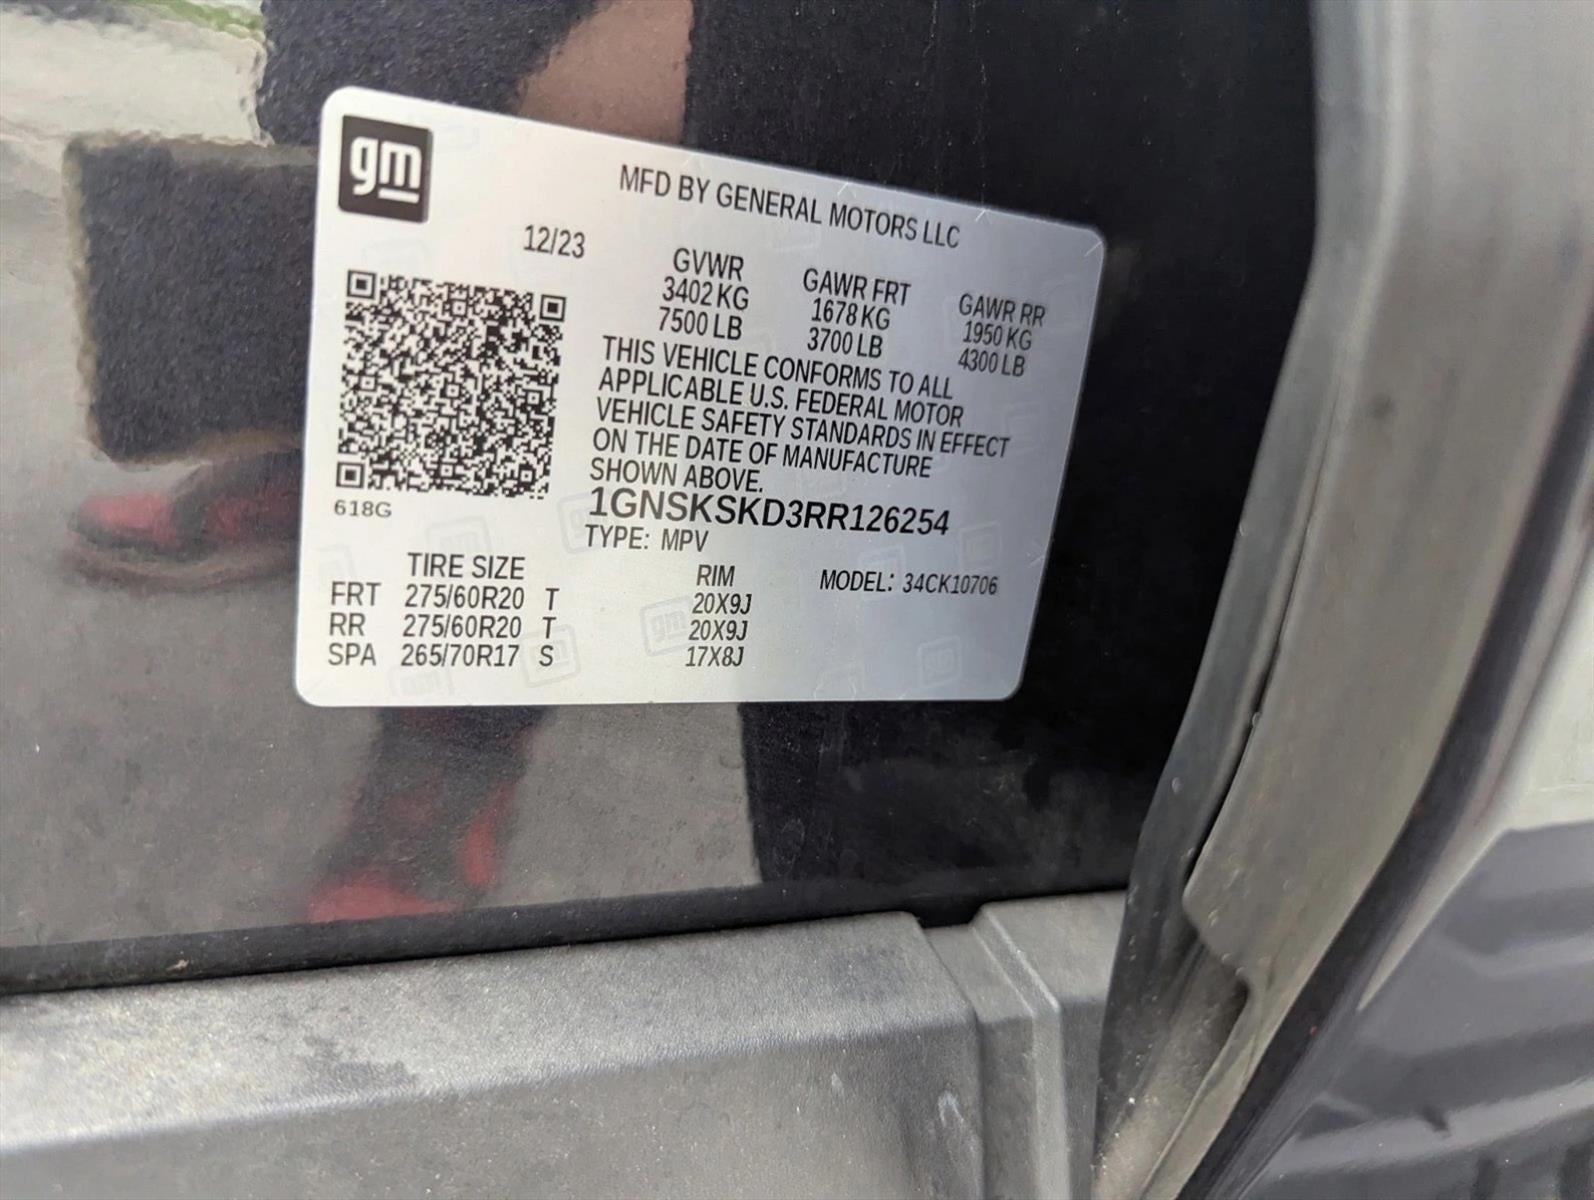 gm
MFD BY GENERAL MOTORS LLC
12/23
GVWR GAWR FRT GAWR RR
3402 KG 1678 KG 1950 KG
7500 LB 3700 LB 4300 LB
THIS VEHICLE CONFORMS TO ALL
APPLICABLE U.S. FEDERAL MOTOR
VEHICLE SAFETY STANDARDS IN EFFECT
ON THE DATE OF MANUFACTURE
SHOWN ABOVE.
1GNSKSKD3RR126254
618G
TYPE: MPV
TIRE SIZE RIM MODEL: 34CK10706
FRT 275/60R20 T 20X9J
RR 275/60R20 T 20X9J
SPA 265/70R17 S 17X8J